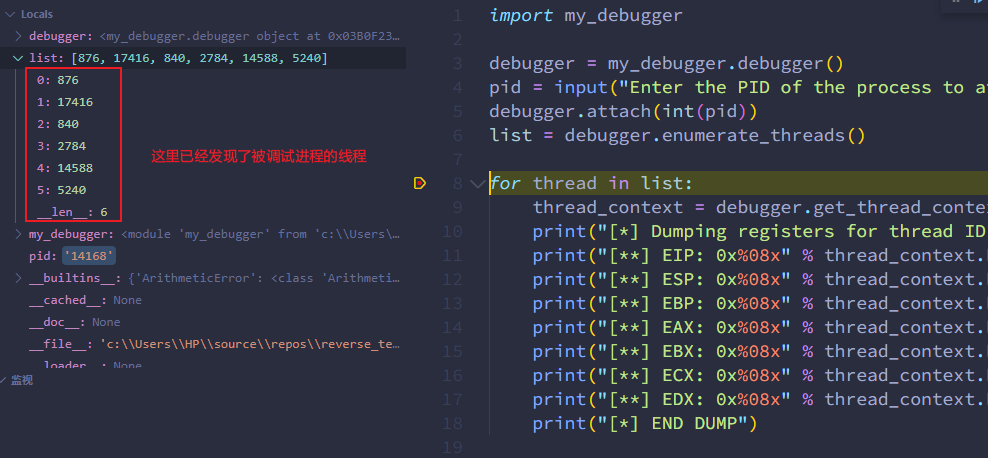 Locals
debugger: <my_debugger.debugger object at 0x03B0F23…
list: [876, 17416, 840, 2784, 14588, 5240]
0: 876
1: 17416
2: 840
3: 2784
4: 14588
5: 5240
__len__: 6
这里已经发现了被调试进程的线程
my_debugger: <module 'my_debugger' from 'c:\\Users\…
pid: '14168'
__builtins__: {'ArithmeticError': <class 'Arithmeti…
__cached__: None
__doc__: None
__file__: 'c:\\Users\\HP\\source\\repos\\reverse_te…
__loader__: None
监视
1 import my_debugger
2
3 debugger = my_debugger.debugger()
4 pid = input("Enter the PID of the process to a
5 debugger.attach(int(pid))
6 list = debugger.enumerate_threads()
7
8 for thread in list:
9 thread_context = debugger.get_thread_conte
10 print("[*] Dumping registers for thread ID
11 print("[**] EIP: 0x%08x" % thread_context.
12 print("[**] ESP: 0x%08x" % thread_context.
13 print("[**] EBP: 0x%08x" % thread_context.
14 print("[**] EAX: 0x%08x" % thread_context.
15 print("[**] EBX: 0x%08x" % thread_context.
16 print("[**] ECX: 0x%08x" % thread_context.
17 print("[**] EDX: 0x%08x" % thread_context.
18 print("[*] END DUMP")
19